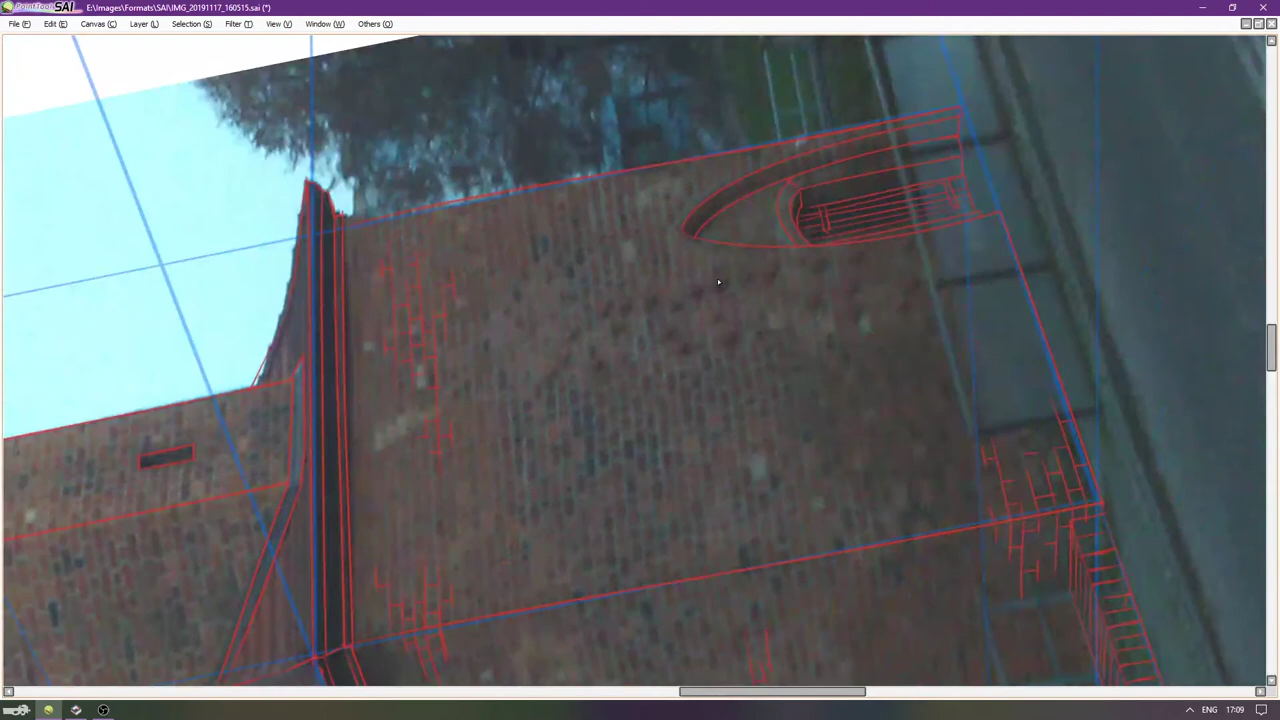 PaintTool SAI E:\Images\Formats\SAI\IMG_20191117_160515.sai (*)
File (F) Edit (E) Canvas (C) Layer (L) Selection (S) Filter (T) View (V) Window (W) Others (O)
ENG 17:09